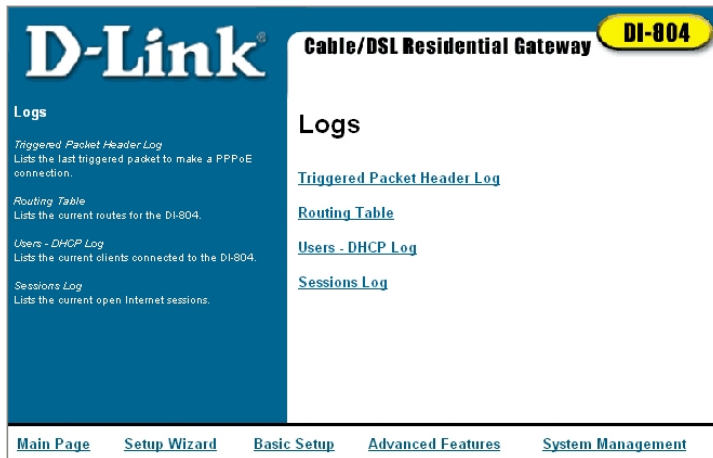 D-Link®
Cable/DSL Residential Gateway
DI-804
Logs
Triggered Packet Header Log
Lists the last triggered packet to make a PPPoE
connection.
Routing Table
Lists the current routes for the DI-804.
Users - DHCP Log
Lists the current clients connected to the DI-804.
Sessions Log
Lists the current open Internet sessions.
Logs
Triggered Packet Header Log
Routing Table
Users - DHCP Log
Sessions Log
Main Page Setup Wizard Basic Setup Advanced Features System Management